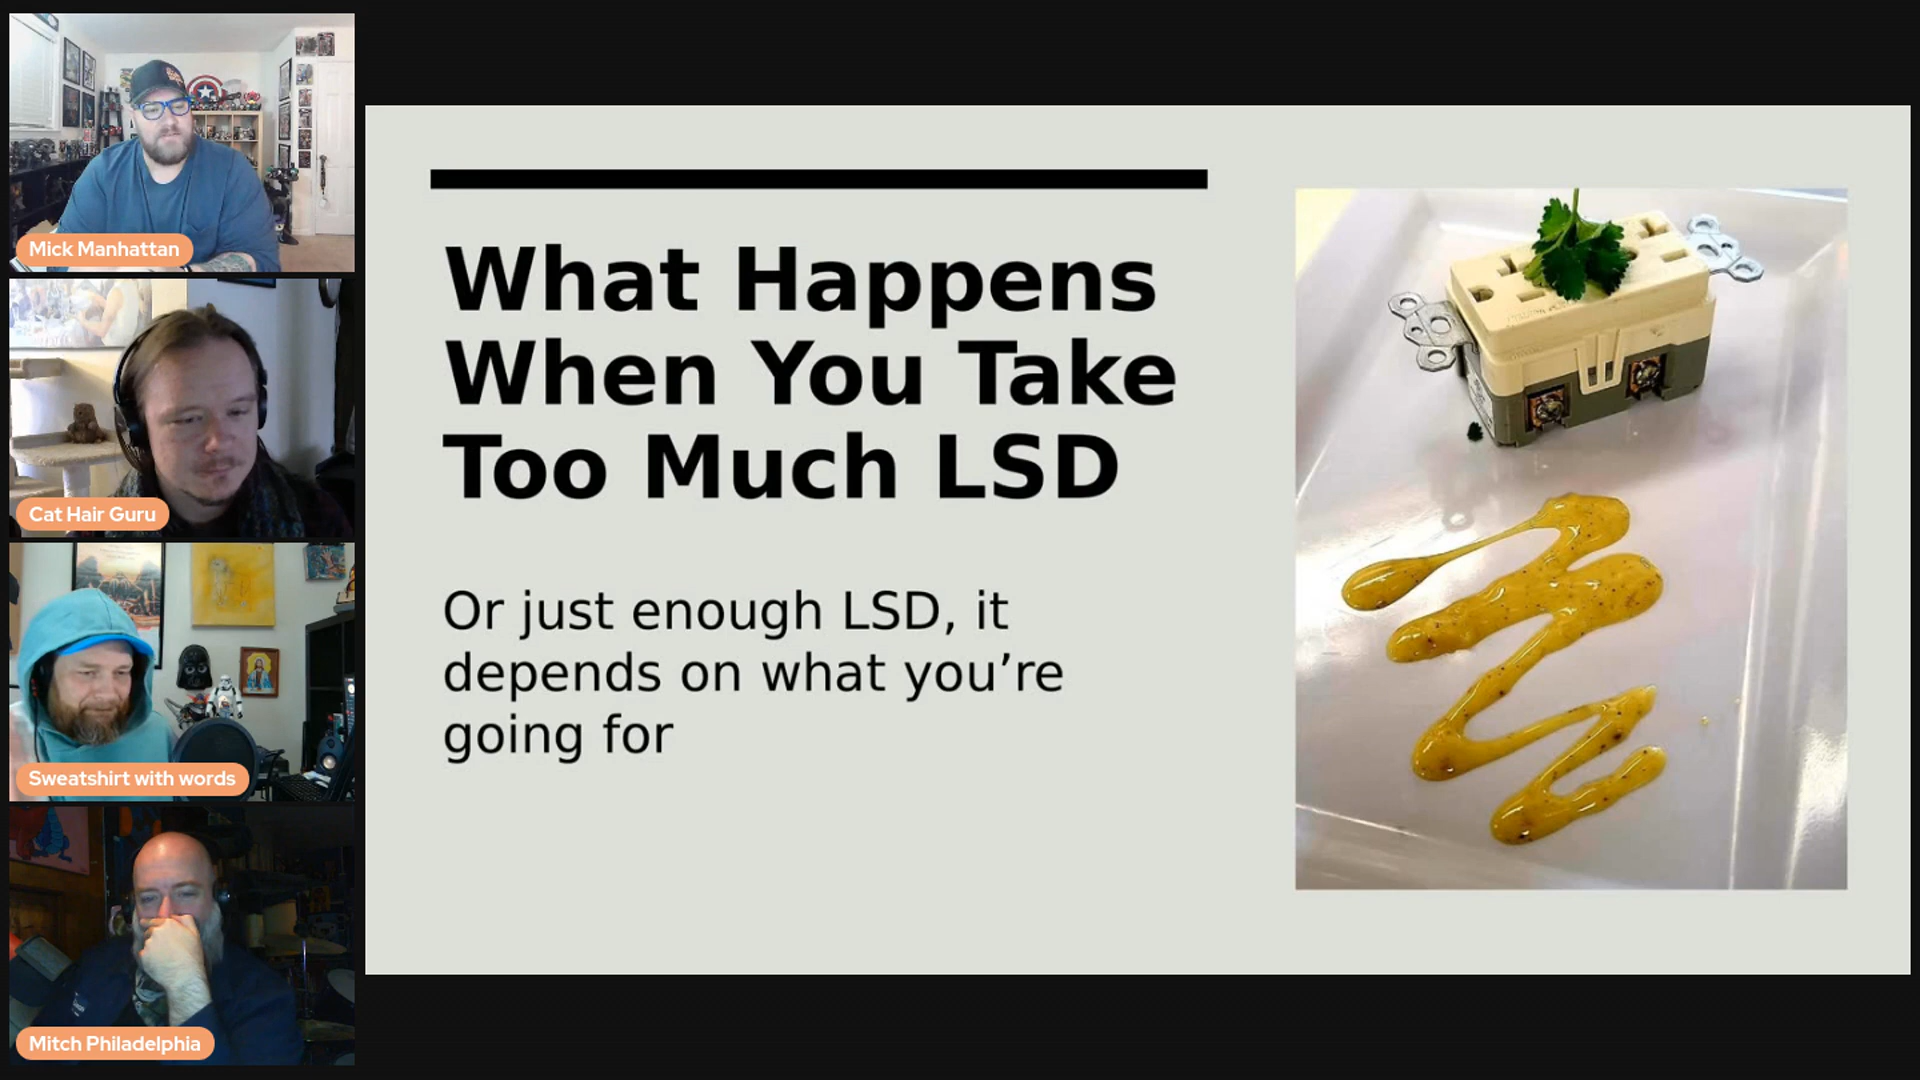 Mick Manhattan
Cat Hair Guru
Sweatshirt with words
Mitch Philadelphia
What Happens
When You Take
Too Much LSD
Or just enough LSD, it
depends on what you’re
going for